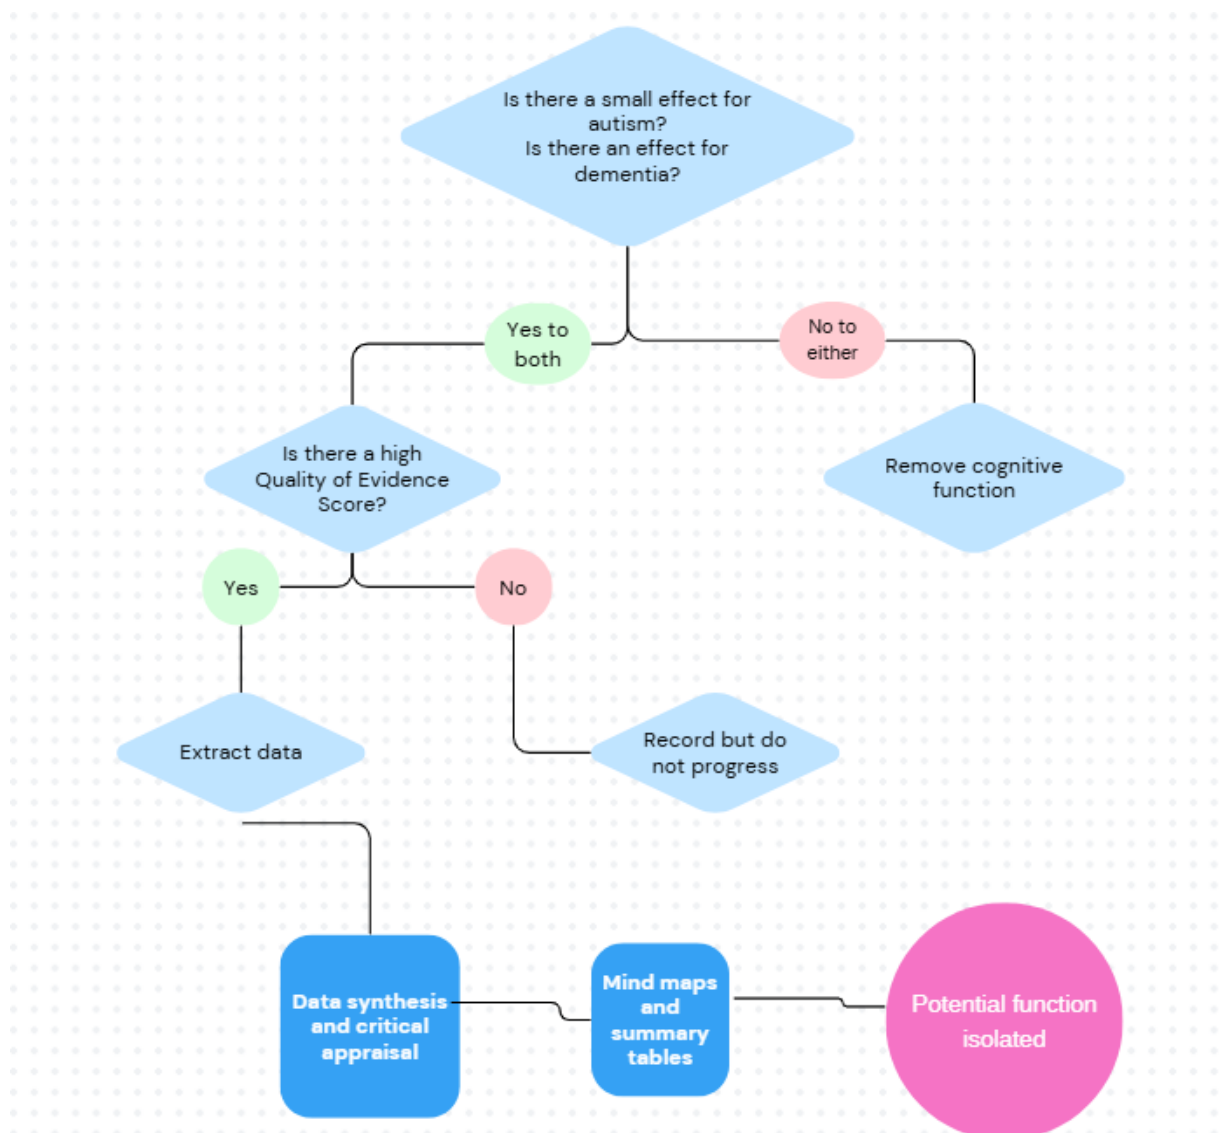 Is there a small effect for
autism?
Is there an effect for
dementia?
Yes to
both
No to
either
Is there a high
Quality of Evidence
Score?
Remove cognitive
function
Yes
No
Extract data
Record but do
not progress
Data synthesis
and critical
appraisal
Mind maps
and
summary
tables
Potential function
isolated